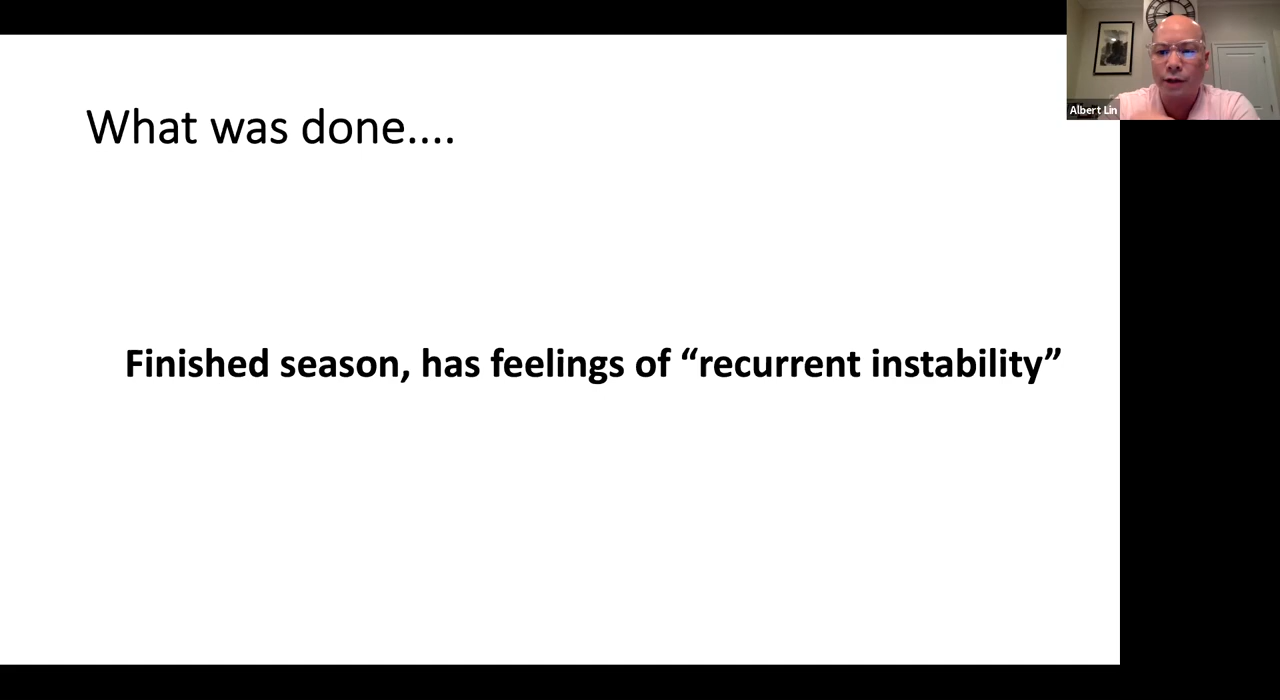 What was done....
Albert Lin
Finished season, has feelings of “recurrent instability”